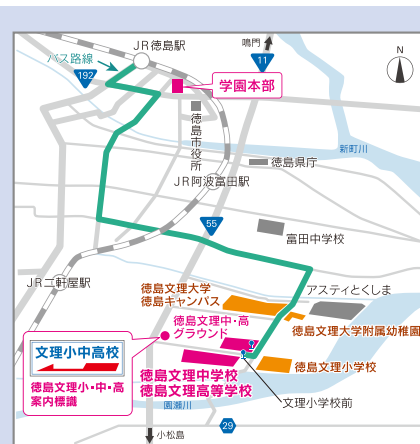 JR徳島駅
鳴門
N
バス路線
192
11
学園本部
徳島市役所
新町川
徳島県庁
JR阿波富田駅
55
富田中学校
JR二軒屋駅
アスティとくしま
徳島文理大学
徳島キャンパス
徳島文理中・高
グラウンド
徳島文理大学附属幼稚園
文理小中高校
徳島文理小・中・高
案内標識
徳島文理小学校
徳島文理中学校
徳島文理高等学校
文理小学校前
園瀬川
29
小松島